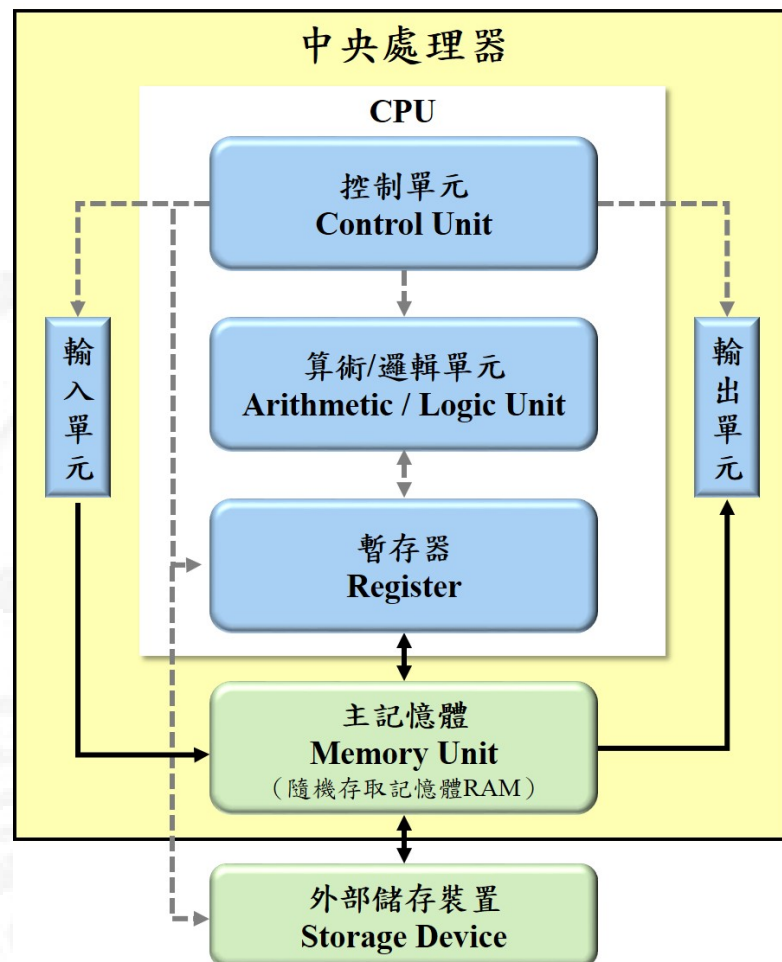 中央處理器
CPU
控制單元
Control Unit
算術/邏輯單元
Arithmetic / Logic Unit
輸入單元
輸出單元
暫存器
Register
主記憶體
Memory Unit
（隨機存取記憶體RAM）
外部儲存裝置
Storage Device